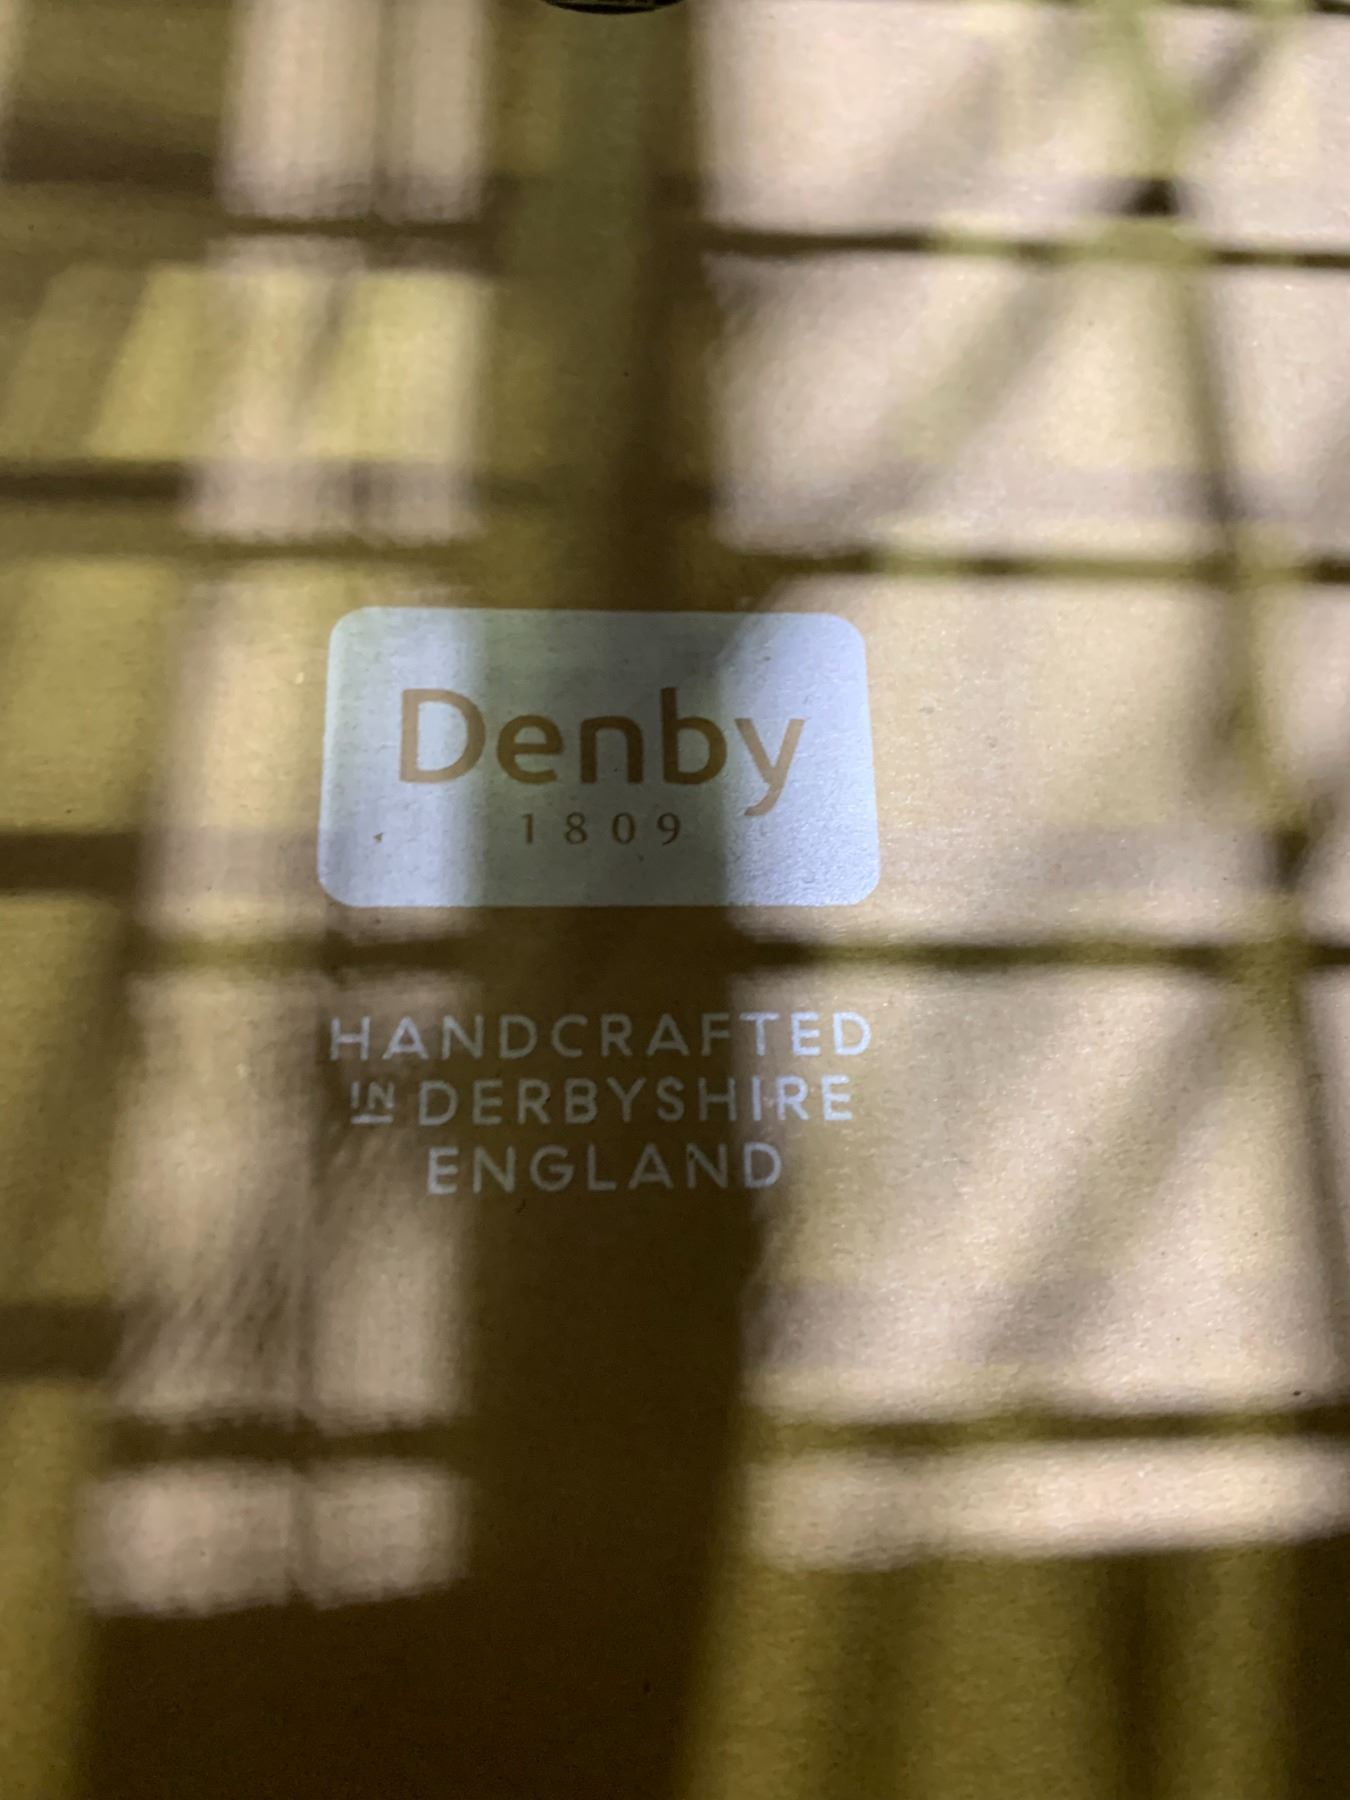 Denby
1809
HANDCRAFTED
IN DERBYSHIRE
ENGLAND